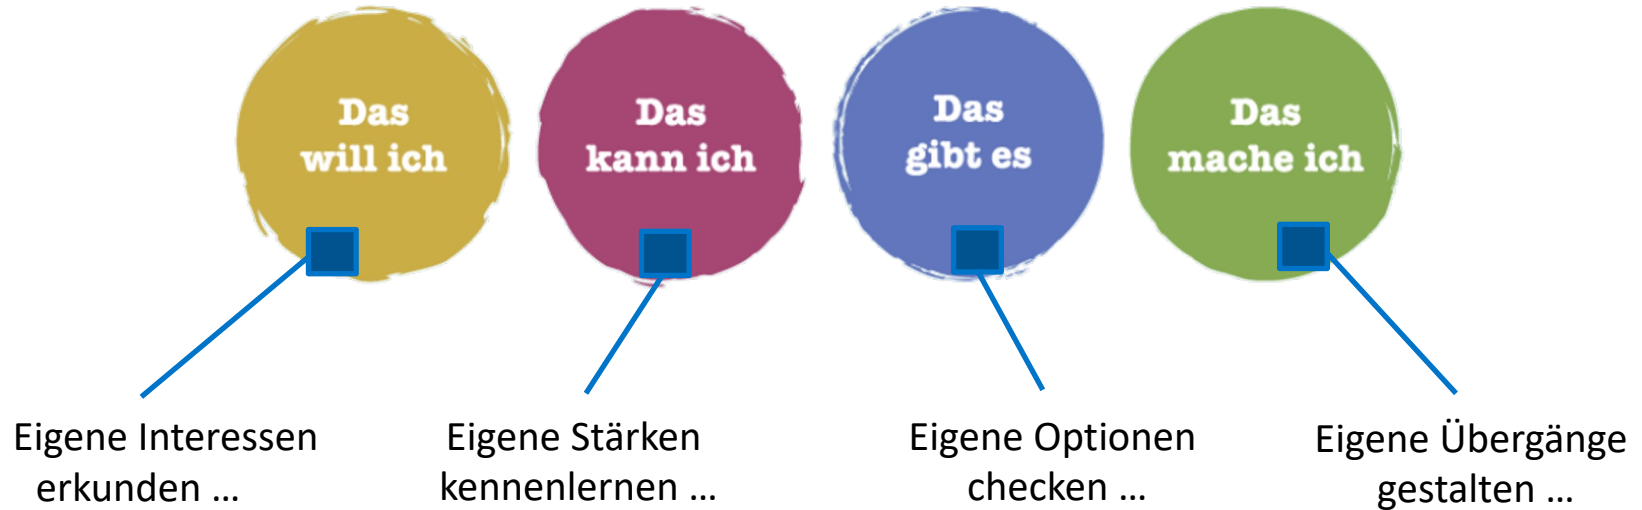 Das
will ich
Das
kann ich
Das
gibt es
Das
mache ich
Eigene Interessen
erkunden ...
Eigene Stärken
kennenlernen ...
Eigene Optionen
checken ...
Eigene Übergänge
gestalten ...